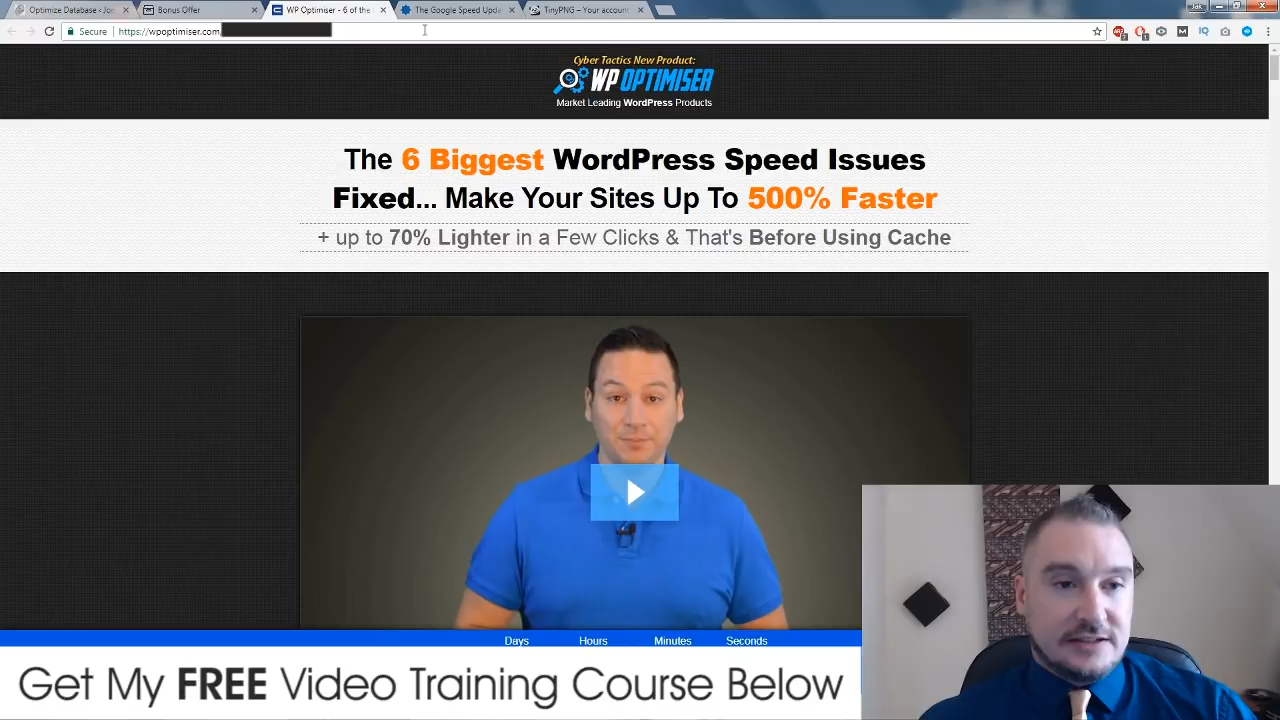 Optimize Database ‹ Jon
Bonus Offer
WP Optimiser - 6 of the
The Google Speed Upda
TinyPNG – Your account
Jak
Secure
https://wpoptimiser.com
Cyber Tactics New Product:
WP OPTIMISER
Market Leading WordPress Products
The 6 Biggest WordPress Speed Issues
Fixed... Make Your Sites Up To 500% Faster
+ up to 70% Lighter in a Few Clicks & That's Before Using Cache
Days Hours Minutes Seconds
Get My FREE Video Training Course Below